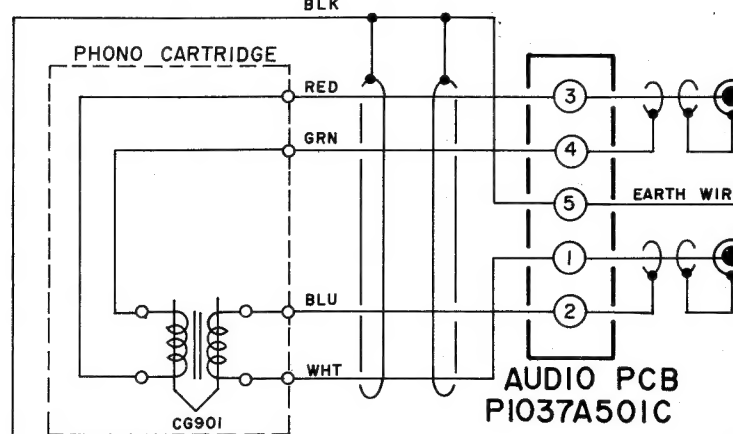 BLK
PHONO CARTRIDGE
RED
3
GRN
4
5
EARTH WIR
1
BLU
2
WHT
CG901
AUDIO PCB
P1037A501C